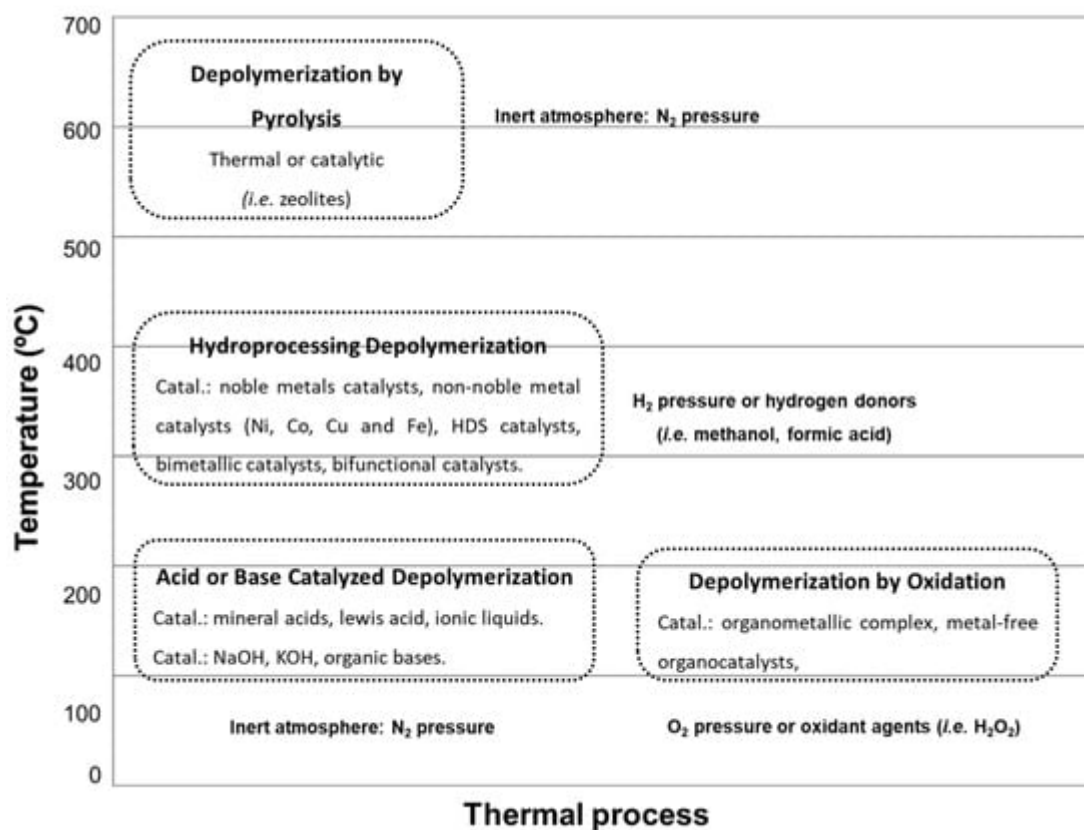 700
600
500
400
300
200
100
0
Temperature (ºC)
Depolymerization by
Pyrolysis
Thermal or catalytic
(i.e. zeolites)
Inert atmosphere: N₂ pressure
Hydroprocessing Depolymerization
Catal.: noble metals catalysts, non-noble metal
catalysts (Ni, Co, Cu and Fe), HDS catalysts,
bimetallic catalysts, bifunctional catalysts.
H₂ pressure or hydrogen donors
(i.e. methanol, formic acid)
Acid or Base Catalyzed Depolymerization
Catal.: mineral acids, lewis acid, ionic liquids.
Catal.: NaOH, KOH, organic bases.
Inert atmosphere: N₂ pressure
Depolymerization by Oxidation
Catal.: organometallic complex, metal-free
organocatalysts,
O₂ pressure or oxidant agents (i.e. H₂O₂)
Thermal process